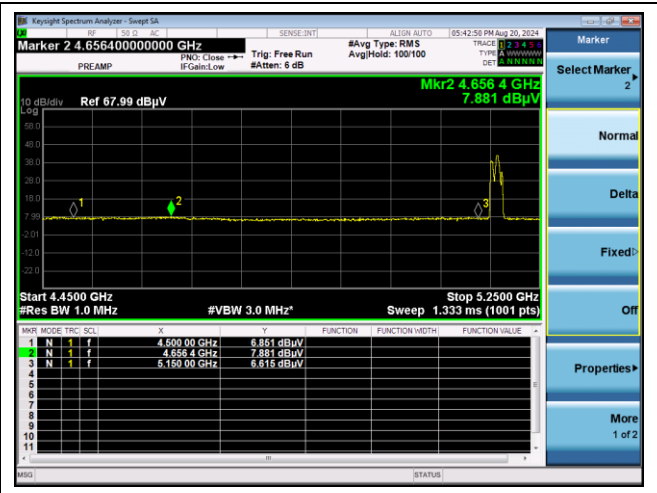 Keysight Spectrum Analyzer - Swept SA
RF 50 Ω AC SENSE:INT ALIGN AUTO 05:42:58 PM Aug 20, 2024
Marker 2 4.656400000000 GHz
PREAMP
PNO: Close
IFGain:Low
Trig: Free Run
#Atten: 6 dB
#Avg Type: RMS
Avg|Hold: 100/100
TRACE 1 2 3 4 5 6
TYPE A WWWWW
DET A N N N N N
Mkr2 4.656 4 GHz
7.881 dBµV
10 dB/div Ref 67.99 dBµV
Log
58.0
48.0
38.0
28.0
18.0
7.99
-2.01
-12.0
-22.0
1
2
3
Start 4.4500 GHz Stop 5.2500 GHz
#Res BW 1.0 MHz #VBW 3.0 MHz* Sweep 1.333 ms (1001 pts)
MKR MODE TRC SCL X Y FUNCTION FUNCTION WIDTH FUNCTION VALUE
1 N 1 f 4.500 00 GHz 6.851 dBµV
2 N 1 f 4.656 4 GHz 7.881 dBµV
3 N 1 f 5.150 00 GHz 6.615 dBµV
4
5
6
7
8
9
10
11
MSG STATUS
Marker
Select Marker
2
Normal
Delta
Fixed
Off
Properties
More
1 of 2